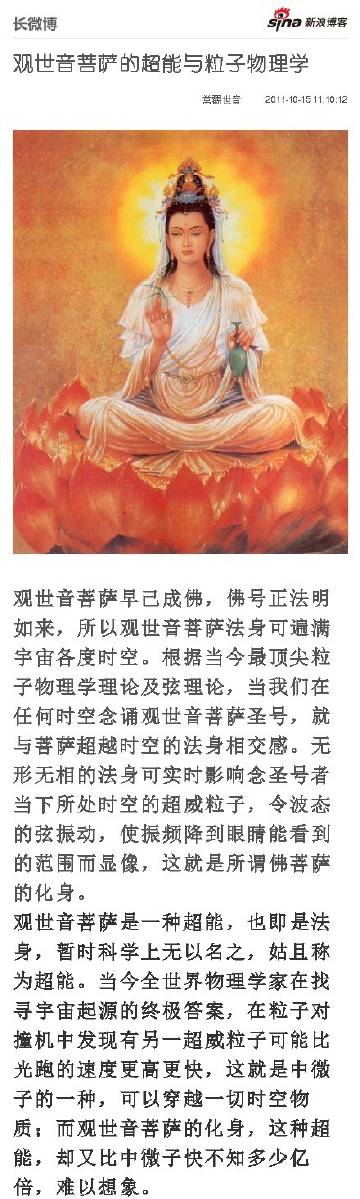 长微博
sina 新浪博客
观世音菩萨的超能与粒子物理学
2011-10-15 11:10:12
观世音菩萨早已成佛，佛号正法明
如来，所以观世音菩萨法身可遍满
宇宙各度时空。根据当今最顶尖粒
子物理学理论及弦理论，当我们在
任何时空念诵观世音菩萨圣号，就
与菩萨超越时空的法身相交感。无
形无相的法身可实时影响念圣号者
当下所处时空的超威粒子，令波态
的弦振动，使振频降到眼睛能看到
的范围而显像，这就是所谓佛菩萨
的化身。
观世音菩萨是一种超能，也即是法
身，暂时科学上无以名之，姑且称
为超能。当今全世界物理学家在找
寻宇宙起源的终极答案，在粒子对
撞机中发现有另一超威粒子可能比
光跑的速度更高更快，这就是中微
子的一种，可以穿越一切时空物
质；而观世音菩萨的化身，这种超
能，却又比中微子快不知多少亿
倍，难以想象。